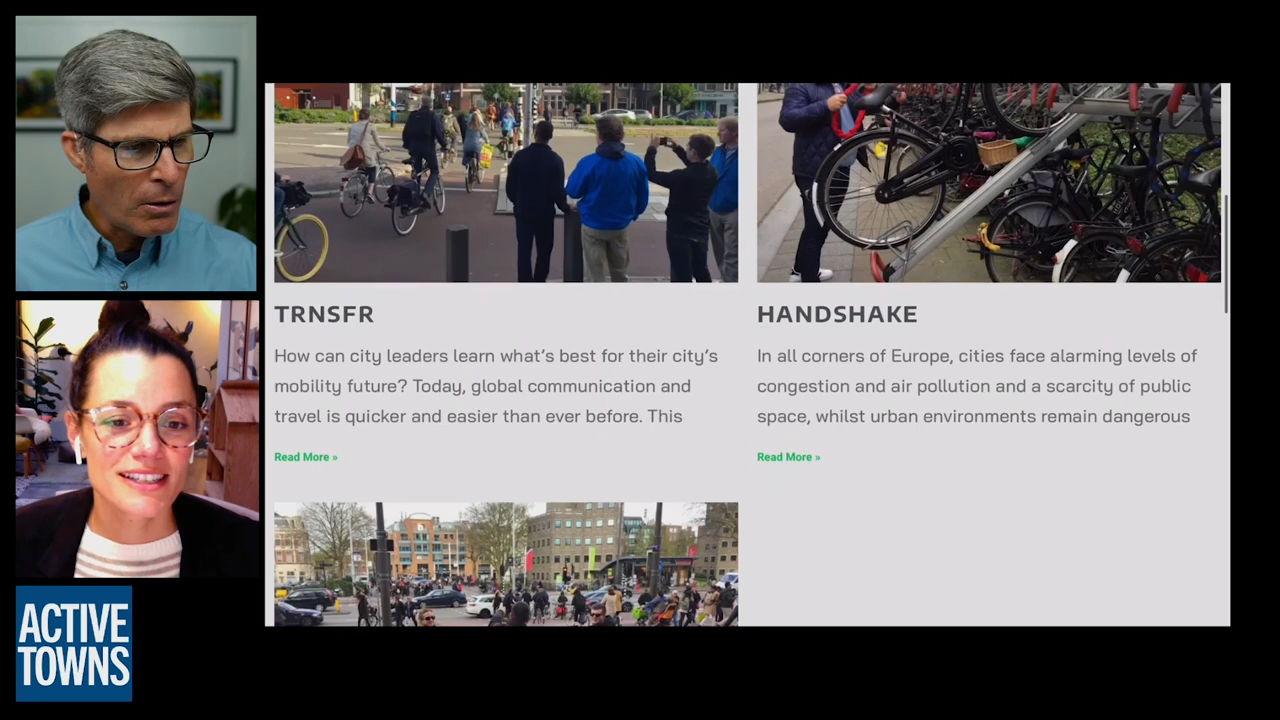 TRNSFR
How can city leaders learn what's best for their city's
mobility future? Today, global communication and
travel is quicker and easier than ever before. This
Read More »
HANDSHAKE
In all corners of Europe, cities face alarming levels of
congestion and air pollution and a scarcity of public
space, whilst urban environments remain dangerous
Read More »
ACTIVE
TOWNS